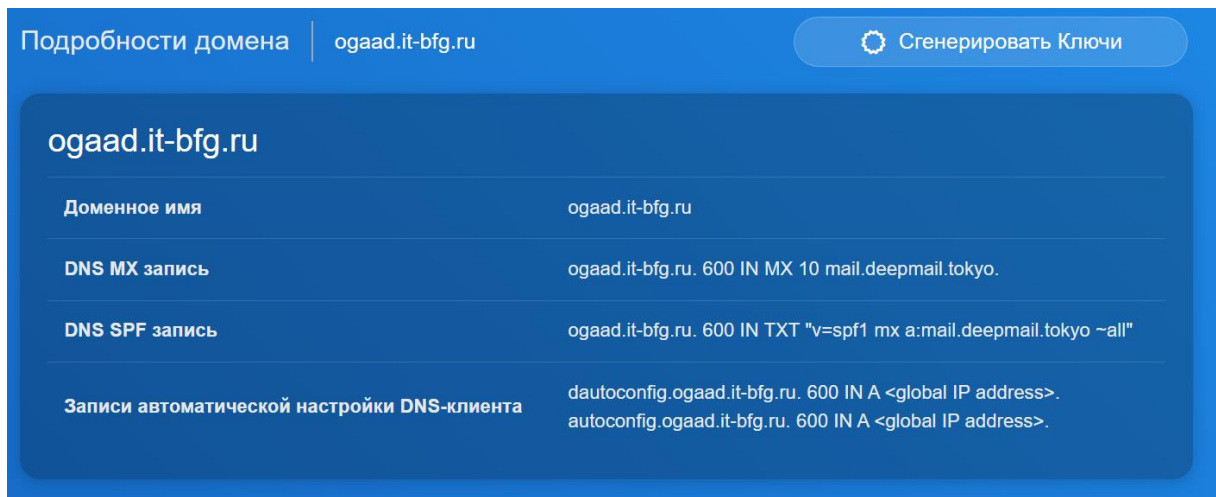 Подробности домена ogaad.it-bfg.ru Сгенерировать Ключи
ogaad.it-bfg.ru
Доменное имя ogaad.it-bfg.ru
DNS MX запись ogaad.it-bfg.ru. 600 IN MX 10 mail.deepmail.tokyo.
DNS SPF запись ogaad.it-bfg.ru. 600 IN TXT "v=spf1 mx a:mail.deepmail.tokyo ~all"
Записи автоматической настройки DNS-клиента
dautoconfig.ogaad.it-bfg.ru. 600 IN A <global IP address>.
autoconfig.ogaad.it-bfg.ru. 600 IN A <global IP address>.